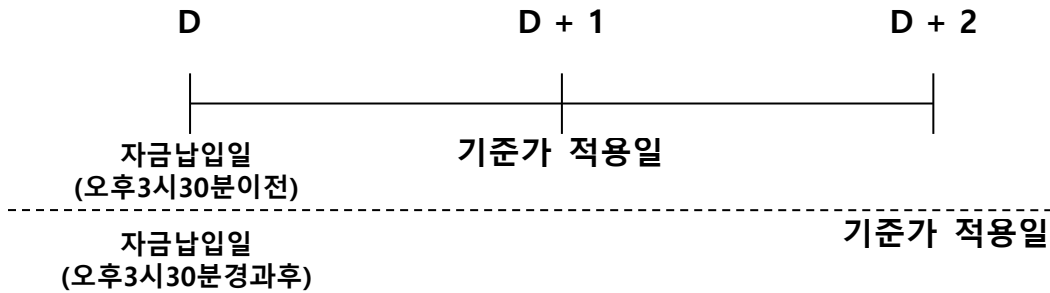 D D + 1 D + 2
자금납입일 기준가 적용일
(오후3시30분이전)
자금납입일 기준가 적용일
(오후3시30분경과후)